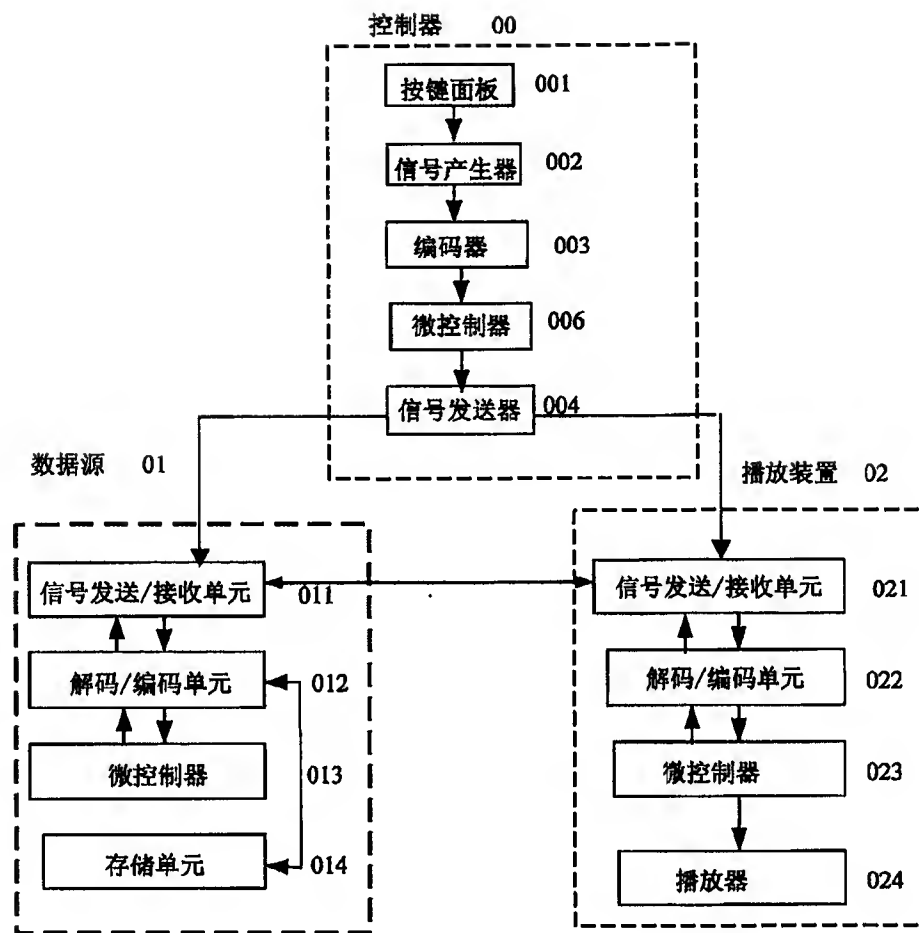 控制器 00
按键面板 001
信号产生器 002
编码器 003
微控制器 006
信号发送器 004
数据源 01
信号发送/接收单元 011
解码/编码单元 012
微控制器 013
存储单元 014
播放装置 02
信号发送/接收单元 021
解码/编码单元 022
微控制器 023
播放器 024